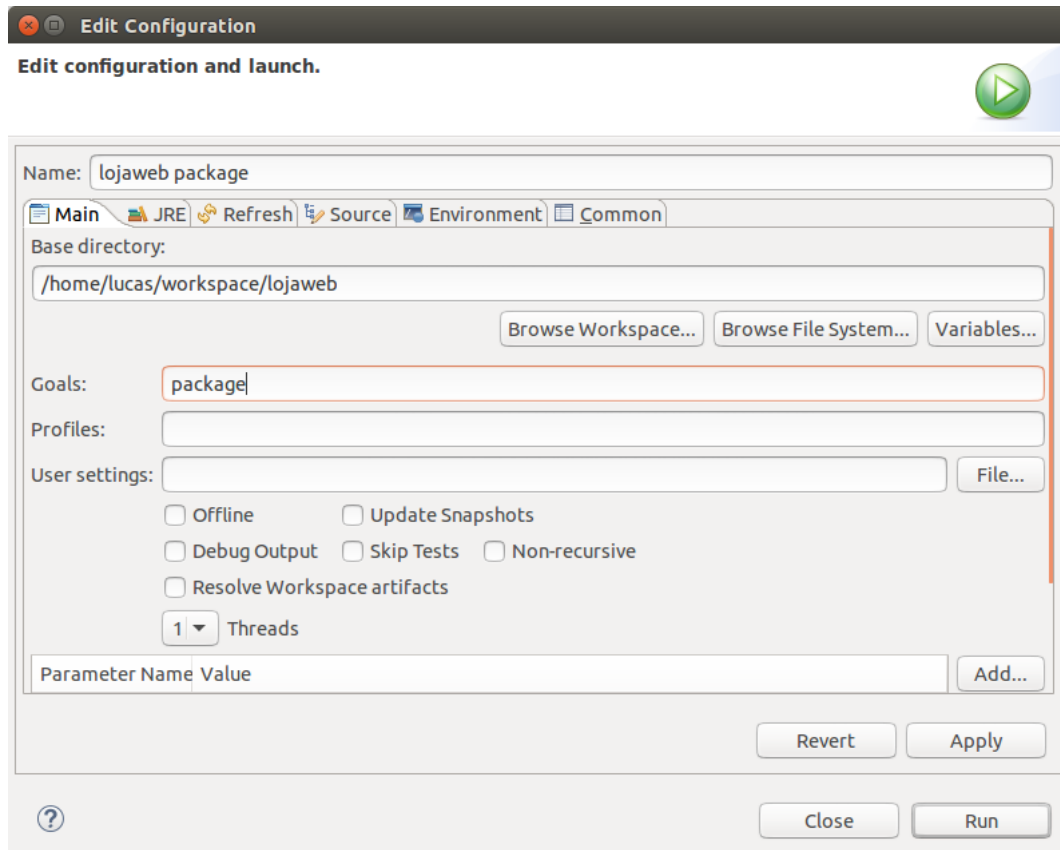 Edit Configuration
Edit configuration and launch.
Name: lojaweb package
Main JRE Refresh Source Environment Common
Base directory:
/home/lucas/workspace/lojaweb
Browse Workspace... Browse File System... Variables...
Goals: package
Profiles:
User settings: File...
Offline Update Snapshots
Debug Output Skip Tests Non-recursive
Resolve Workspace artifacts
1 Threads
Parameter Name Value Add...
Revert Apply
? Close Run